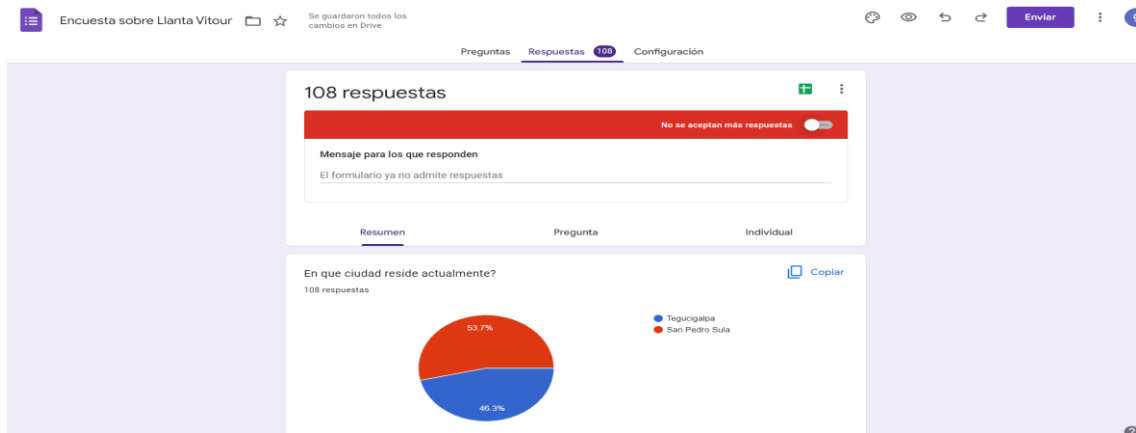 Encuesta sobre Llanta Vitour
Se guardaron todos los
cambios en Drive
Enviar
Preguntas Respuestas 108 Configuración
108 respuestas
No se aceptan más respuestas
Mensaje para los que responden
El formulario ya no admite respuestas
Resumen Pregunta Individual
En que ciudad reside actualmente?
Copiar
108 respuestas
Tegucigalpa
San Pedro Sula
53.7%
46.3%